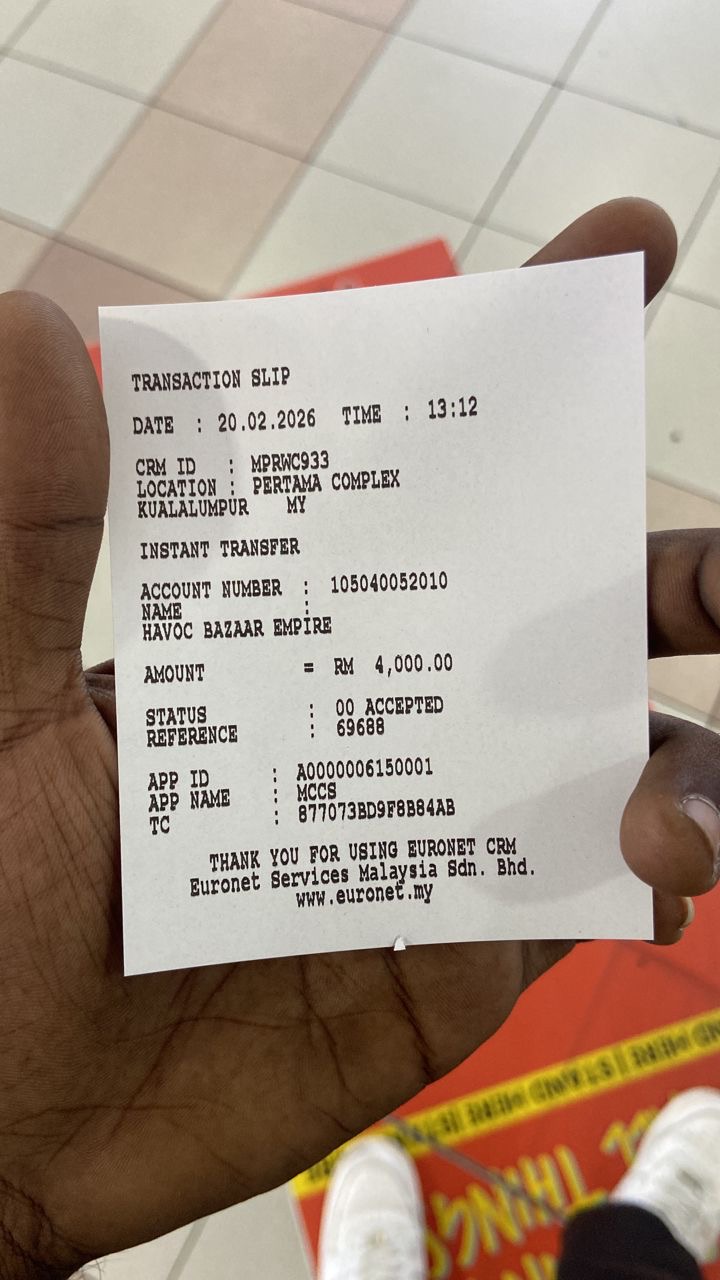 TRANSACTION SLIP
DATE : 20.02.2026 TIME : 13:12
CRM ID : MPRWC933
LOCATION : PERTAMA COMPLEX
KUALALUMPUR MY
INSTANT TRANSFER
ACCOUNT NUMBER : 105040052010
NAME :
HAVOC BAZAAR EMPIRE
AMOUNT = RM 4,000.00
STATUS : 00 ACCEPTED
REFERENCE : 69688
APP ID : A0000006150001
APP NAME : MCCS
TC : 877073BD9F8B84AB
THANK YOU FOR USING EURONET CRM
Euronet Services Malaysia Sdn. Bhd.
www.euronet.my
STAND HERE
THINGS